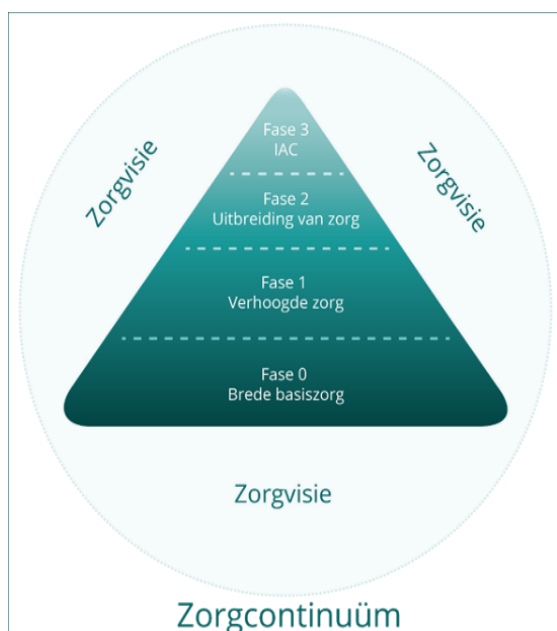 Zorgvisie
Zorgvisie
Fase 3
IAC
Fase 2
Uitbreiding van zorg
Fase 1
Verhoogde zorg
Fase 0
Brede basiszorg
Zorgvisie
Zorgcontinuüm